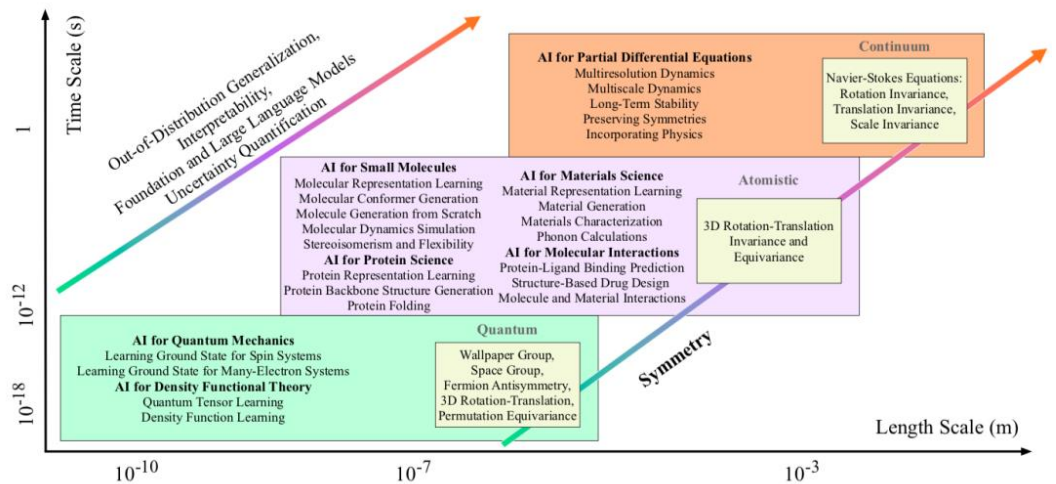 Time Scale (s)
1
10-12
10-18
Out-of-Distribution Generalization,
Interpretability,
Foundation and Large Language Models
Uncertainty Quantification
AI for Partial Differential Equations
Multiresolution Dynamics
Multiscale Dynamics
Long-Term Stability
Preserving Symmetries
Incorporating Physics
Continuum
Navier-Stokes Equations:
Rotation Invariance,
Translation Invariance,
Scale Invariance
AI for Small Molecules
Molecular Representation Learning
Molecular Conformer Generation
Molecule Generation from Scratch
Molecular Dynamics Simulation
Stereoisomerism and Flexibility
AI for Protein Science
Protein Representation Learning
Protein Backbone Structure Generation
Protein Folding
AI for Materials Science
Material Representation Learning
Material Generation
Materials Characterization
Phonon Calculations
AI for Molecular Interactions
Protein-Ligand Binding Prediction
Structure-Based Drug Design
Molecule and Material Interactions
Atomistic
3D Rotation-Translation
Invariance and
Equivariance
AI for Quantum Mechanics
Learning Ground State for Spin Systems
Learning Ground State for Many-Electron Systems
AI for Density Functional Theory
Quantum Tensor Learning
Density Function Learning
Quantum
Wallpaper Group,
Space Group,
Fermion Antisymmetry,
3D Rotation-Translation,
Permutation Equivariance
Symmetry
Length Scale (m)
10-10
10-7
10-3